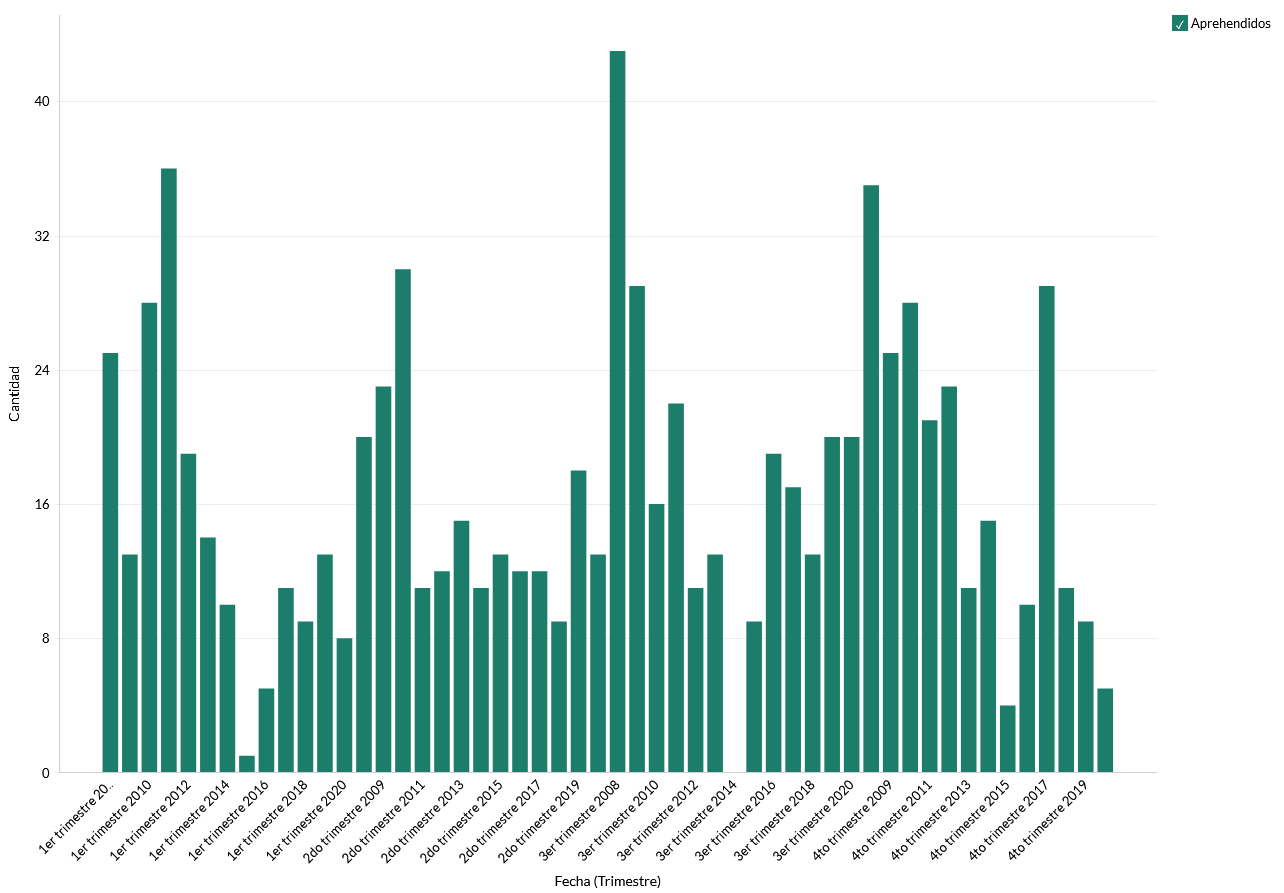 Aprehendidos
Cantidad
40
32
24
16
8
0
1er trimestre 20..
1er trimestre 2010
1er trimestre 2012
1er trimestre 2014
1er trimestre 2016
1er trimestre 2018
1er trimestre 2020
2do trimestre 2009
2do trimestre 2011
2do trimestre 2013
2do trimestre 2015
2do trimestre 2017
2do trimestre 2019
3er trimestre 2008
3er trimestre 2010
3er trimestre 2012
3er trimestre 2014
3er trimestre 2016
3er trimestre 2018
3er trimestre 2020
4to trimestre 2009
4to trimestre 2011
4to trimestre 2013
4to trimestre 2015
4to trimestre 2017
4to trimestre 2019
Fecha (Trimestre)